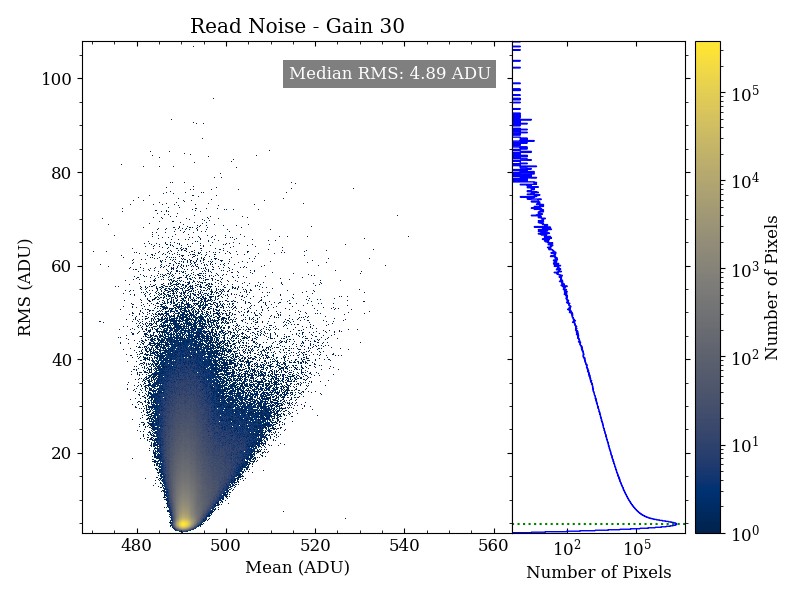 Read Noise - Gain 30
Median RMS: 4.89 ADU
100
80
60
40
20
RMS (ADU)
480 500 520 540 560
Mean (ADU)
10² 10⁵
Number of Pixels
10⁵
10⁴
10³
10²
10¹
10⁰
Number of Pixels